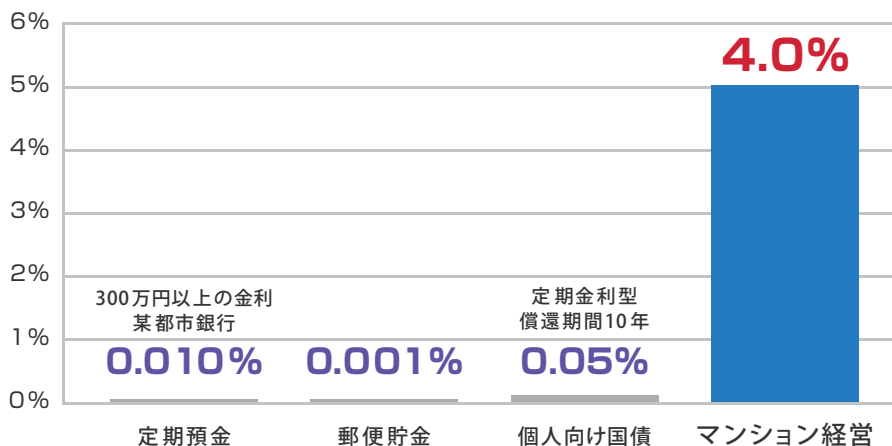 6%
5%
4%
3%
2%
1%
0%
4.0%
300万円以上の金利
某都市銀行
0.010%
0.001%
定期金利型
償還期間10年
0.05%
定期預金
郵便貯金
個人向け国債
マンション経営